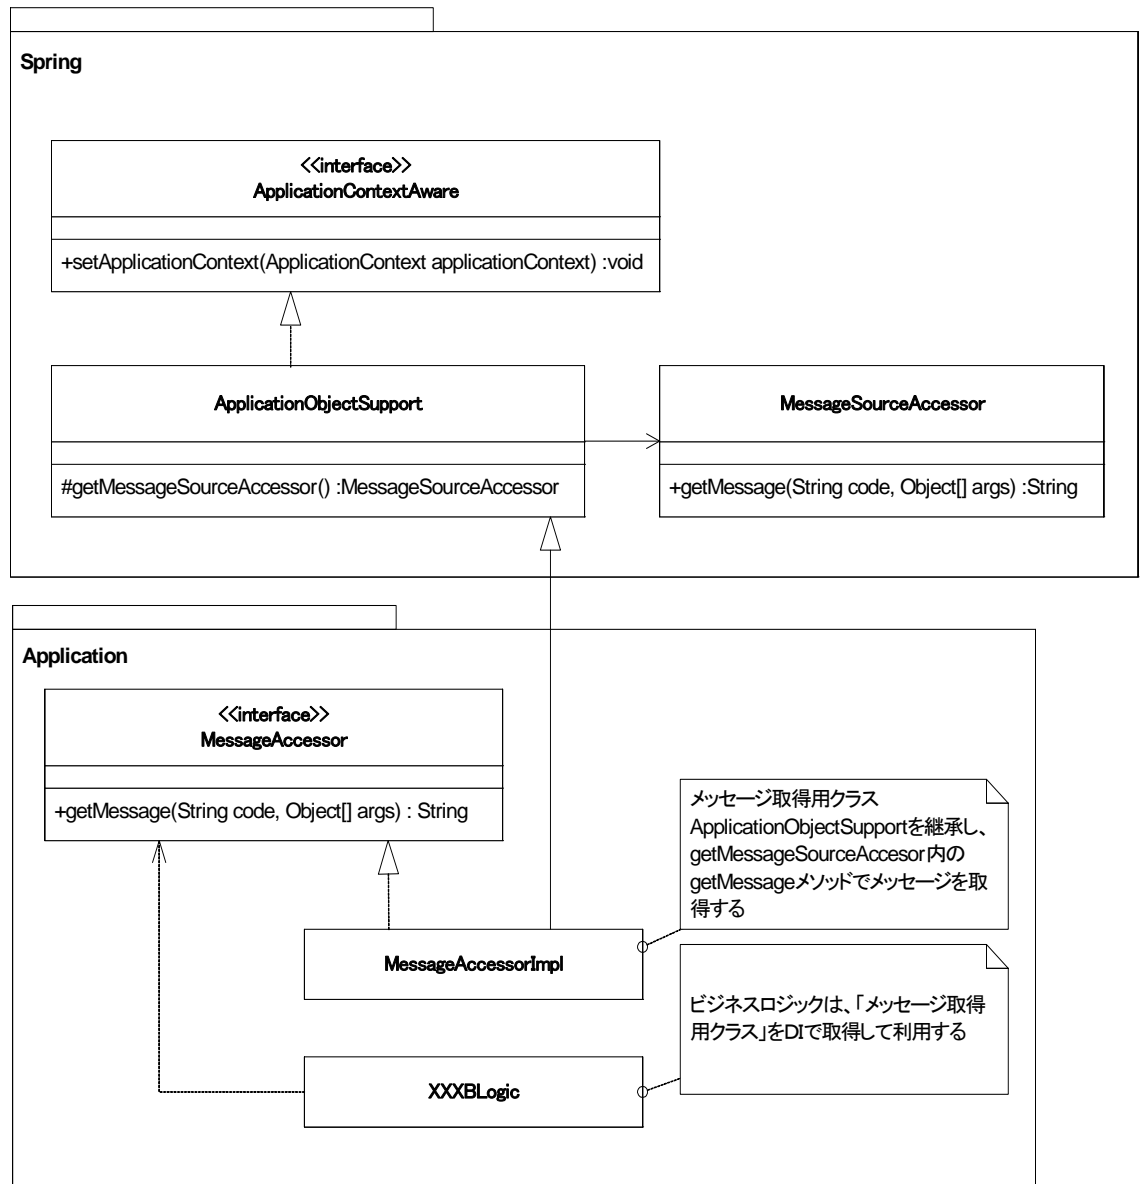 Spring
<<interface>>
ApplicationContextAware
+setApplicationContext(ApplicationContext applicationContext) :void
ApplicationObjectSupport
#getMessageSourceAccessor() :MessageSourceAccessor
MessageSourceAccessor
+getMessage(String code, Object[] args) :String
Application
<<interface>>
MessageAccessor
+getMessage(String code, Object[] args) : String
メッセージ取得用クラス
ApplicationObjectSupportを継承し、
getMessageSourceAccesor内の
getMessageメソッドでメッセージを取
得する
MessageAccessorImpl
ビジネスロジックは、「メッセージ取得
用クラス」をDIで取得して利用する
XXXBLogic